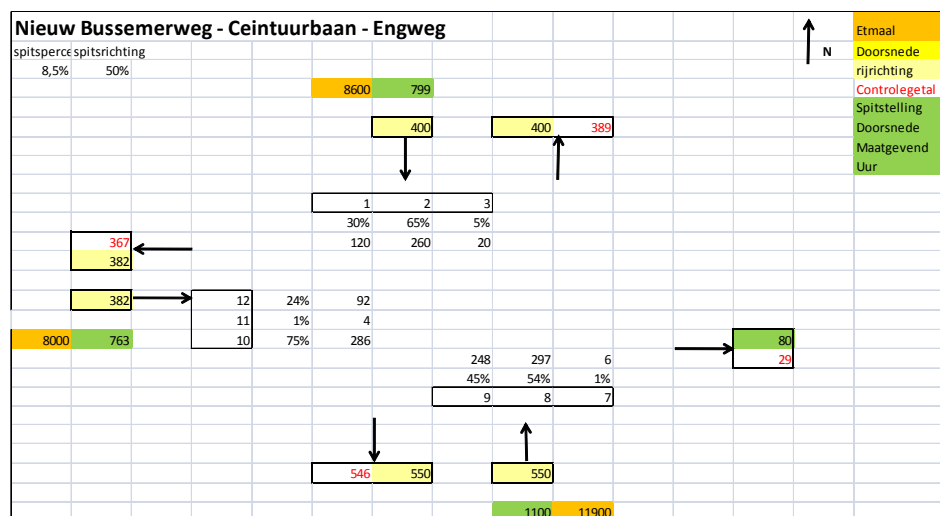 Nieuw Bussemerweg - Ceintuurbaan - Engweg
Etmaal
spitsperce spitsrichting N Doorsnede
8,5% 50% rijrichting
8600 799 Controlegetal
Spitstelling
400 400 389 Doorsnede
Maatgevend
Uur
1 2 3
30% 65% 5%
367 120 260 20
382
382 12 24% 92
11 1% 4
8000 763 10 75% 286 80
248 297 6 29
45% 54% 1%
9 8 7
546 550 550
1100 11900